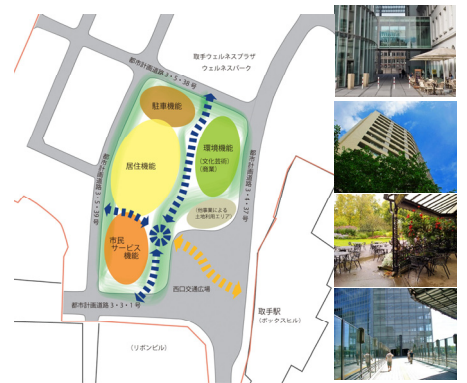 取手ウェルネスプラザ
ウェルネスパーク
都市計画道路3・5・38号
駐車機能
環境機能
(文化芸術)
(商業)
居住機能
都市計画道路3・4・37号
都市計画道路3・5・39号
(他事業による
土地利用エリア)
市民
サービス
機能
西口交通広場
取手駅
(ボックスヒル)
都市計画道路3・3・1号
(リボンビル)